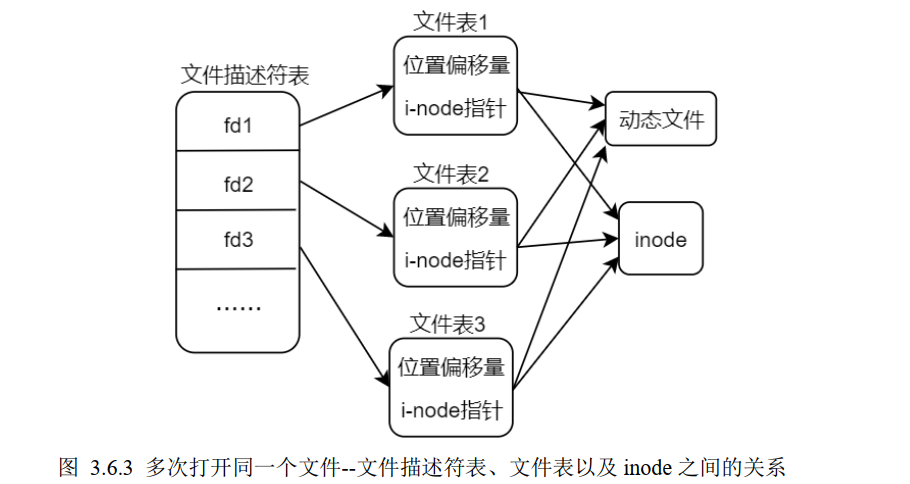 文件表1
位置偏移量
i-node指针
文件描述符表
fd1
fd2
fd3
……
文件表2
位置偏移量
i-node指针
文件表3
位置偏移量
i-node指针
动态文件
inode
图 3.6.3 多次打开同一个文件--文件描述符表、文件表以及 inode 之间的关系